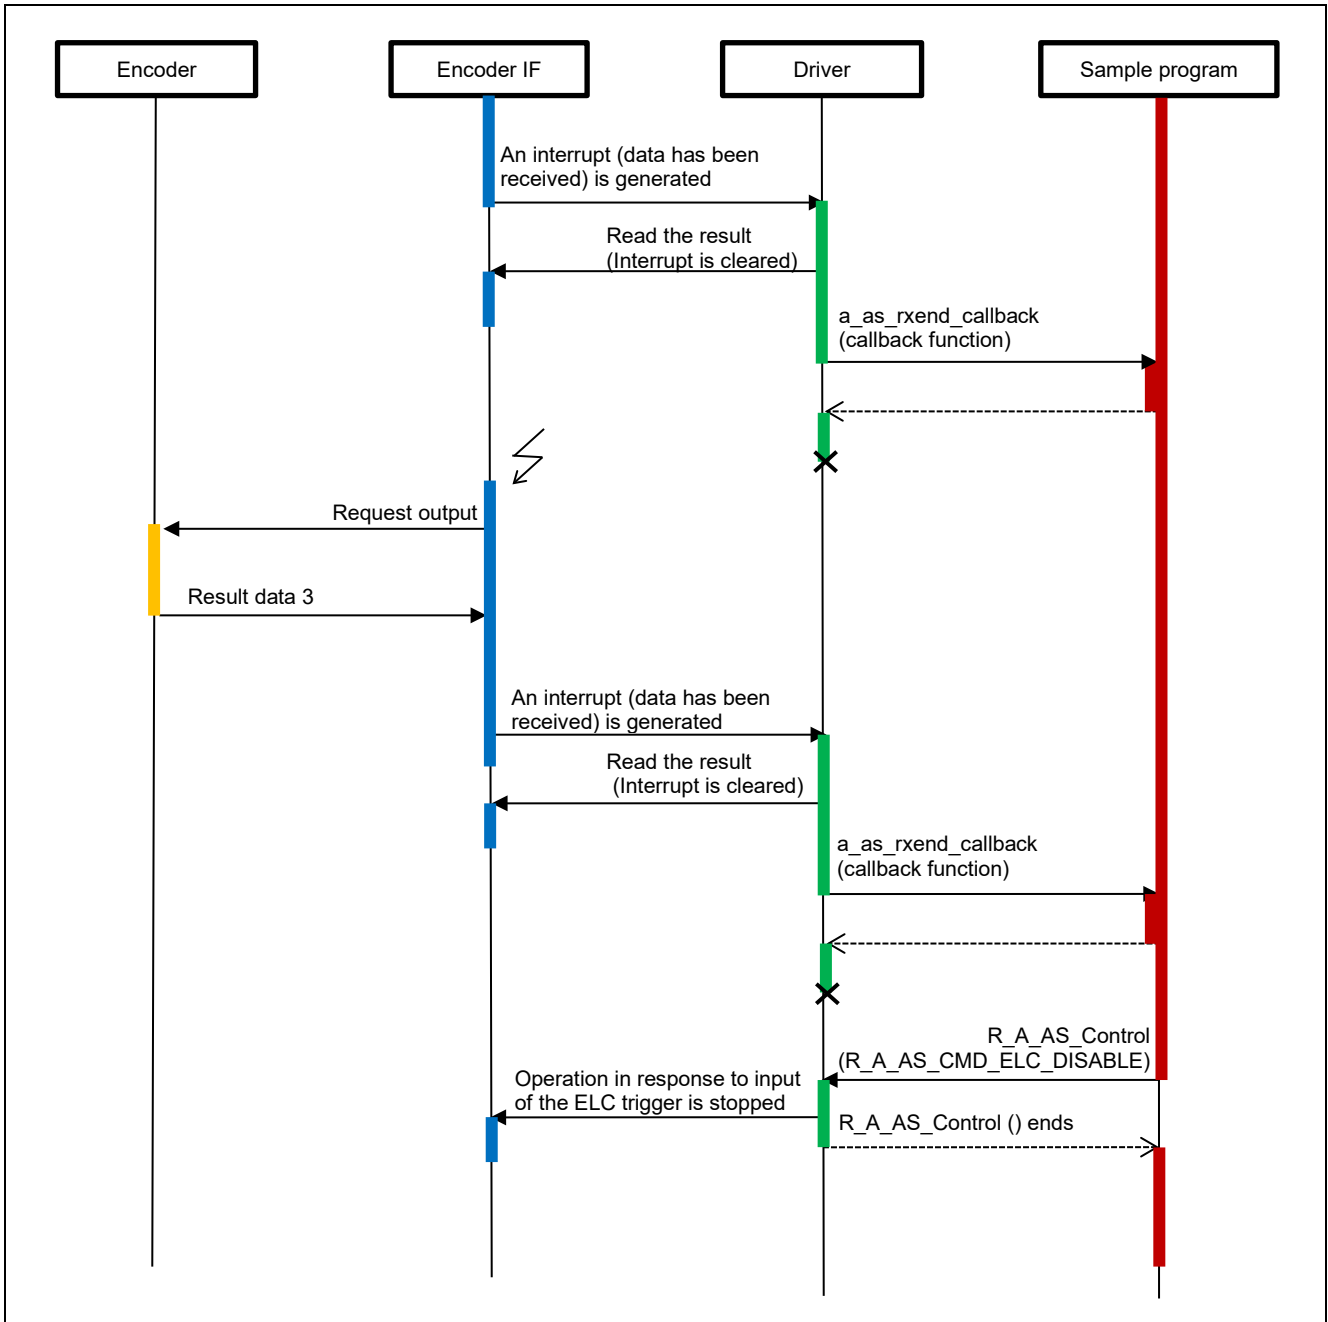 Encoder
Encoder IF
Driver
Sample program
An interrupt (data has been
received) is generated
Read the result
(Interrupt is cleared)
a_as_rxend_callback
(callback function)
Request output
Result data 3
An interrupt (data has been
received) is generated
Read the result
(Interrupt is cleared)
a_as_rxend_callback
(callback function)
R_A_AS_Control
(R_A_AS_CMD_ELC_DISABLE)
Operation in response to input
of the ELC trigger is stopped
R_A_AS_Control () ends